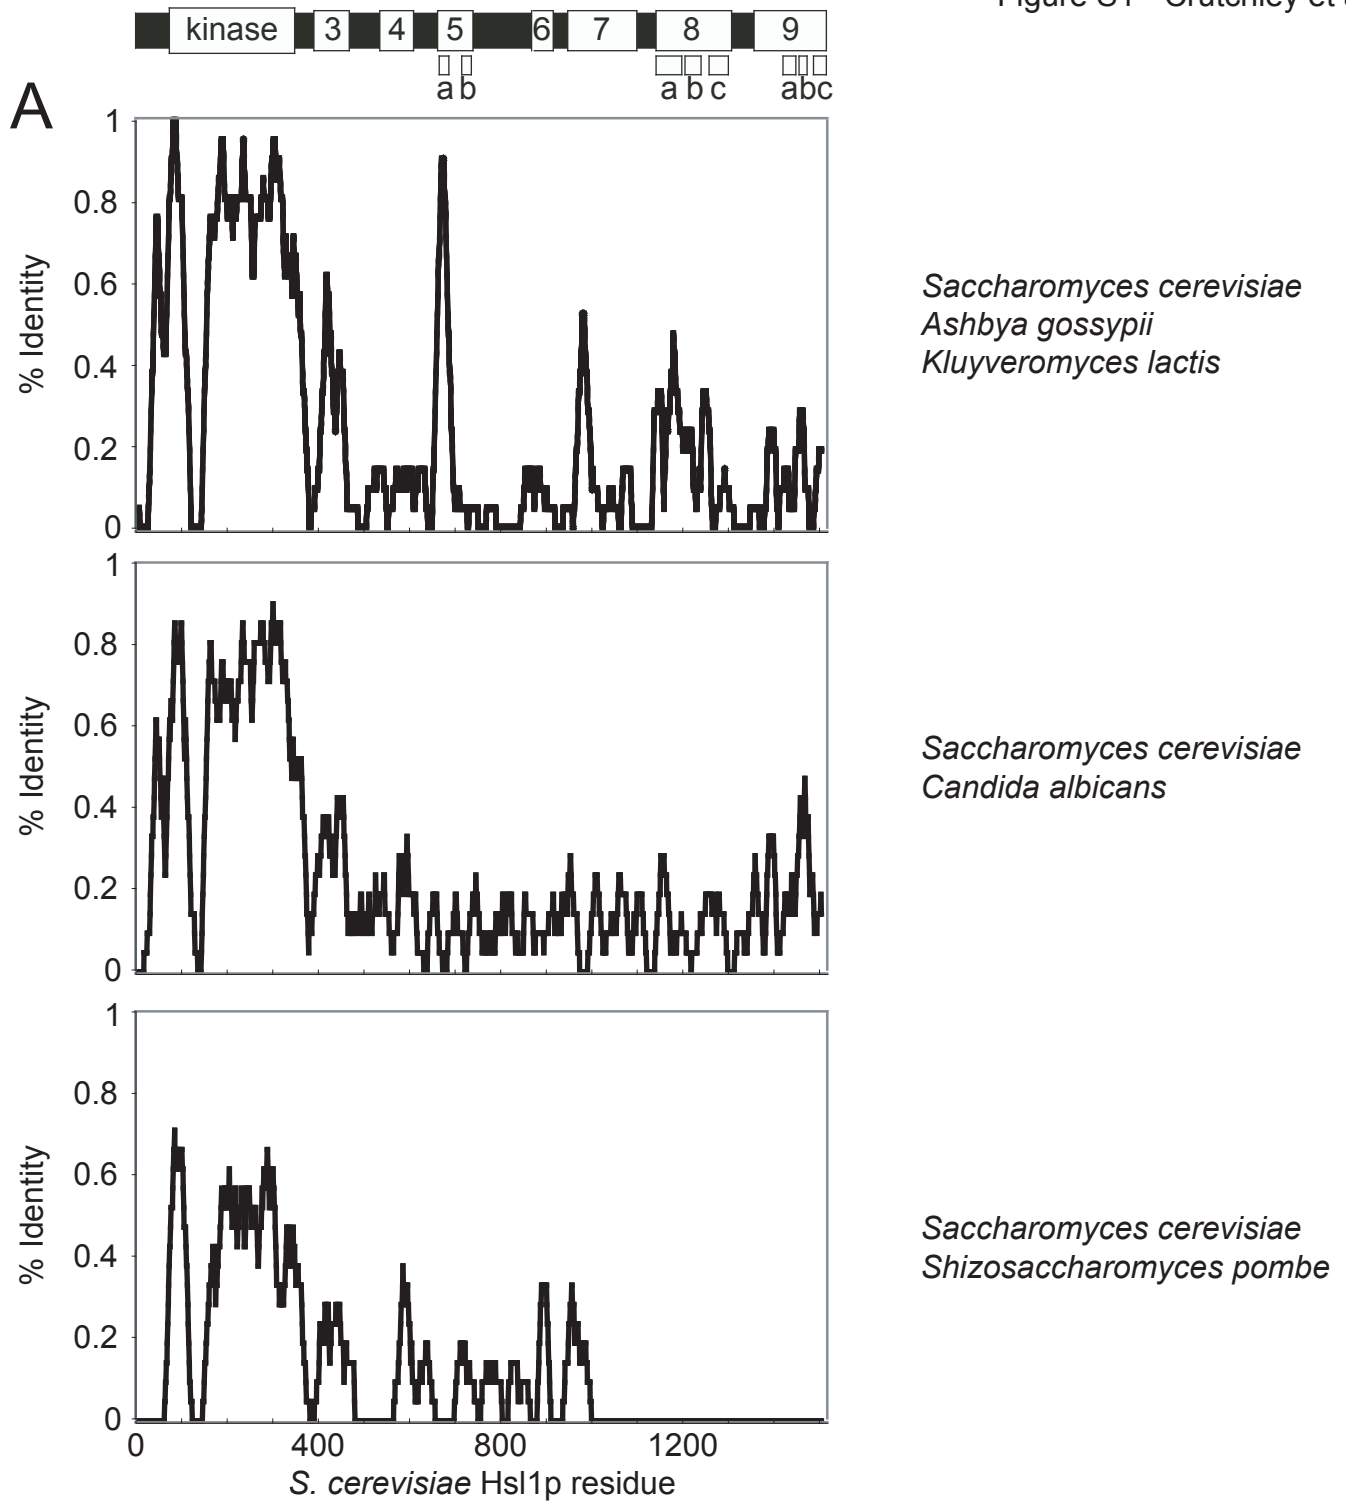 Figure S1 - Crutchley et
kinase 3 4 5 6 7 8 9
a b a b c a b c
A
1
0.8
0.6
0.4
0.2
0
% Identity
Saccharomyces cerevisiae
Ashbya gossypii
Kluyveromyces lactis
1
0.8
0.6
0.4
0.2
0
% Identity
Saccharomyces cerevisiae
Candida albicans
1
0.8
0.6
0.4
0.2
0
% Identity
Saccharomyces cerevisiae
Shizosaccharomyces pombe
0 400 800 1200
S. cerevisiae Hsl1p residue